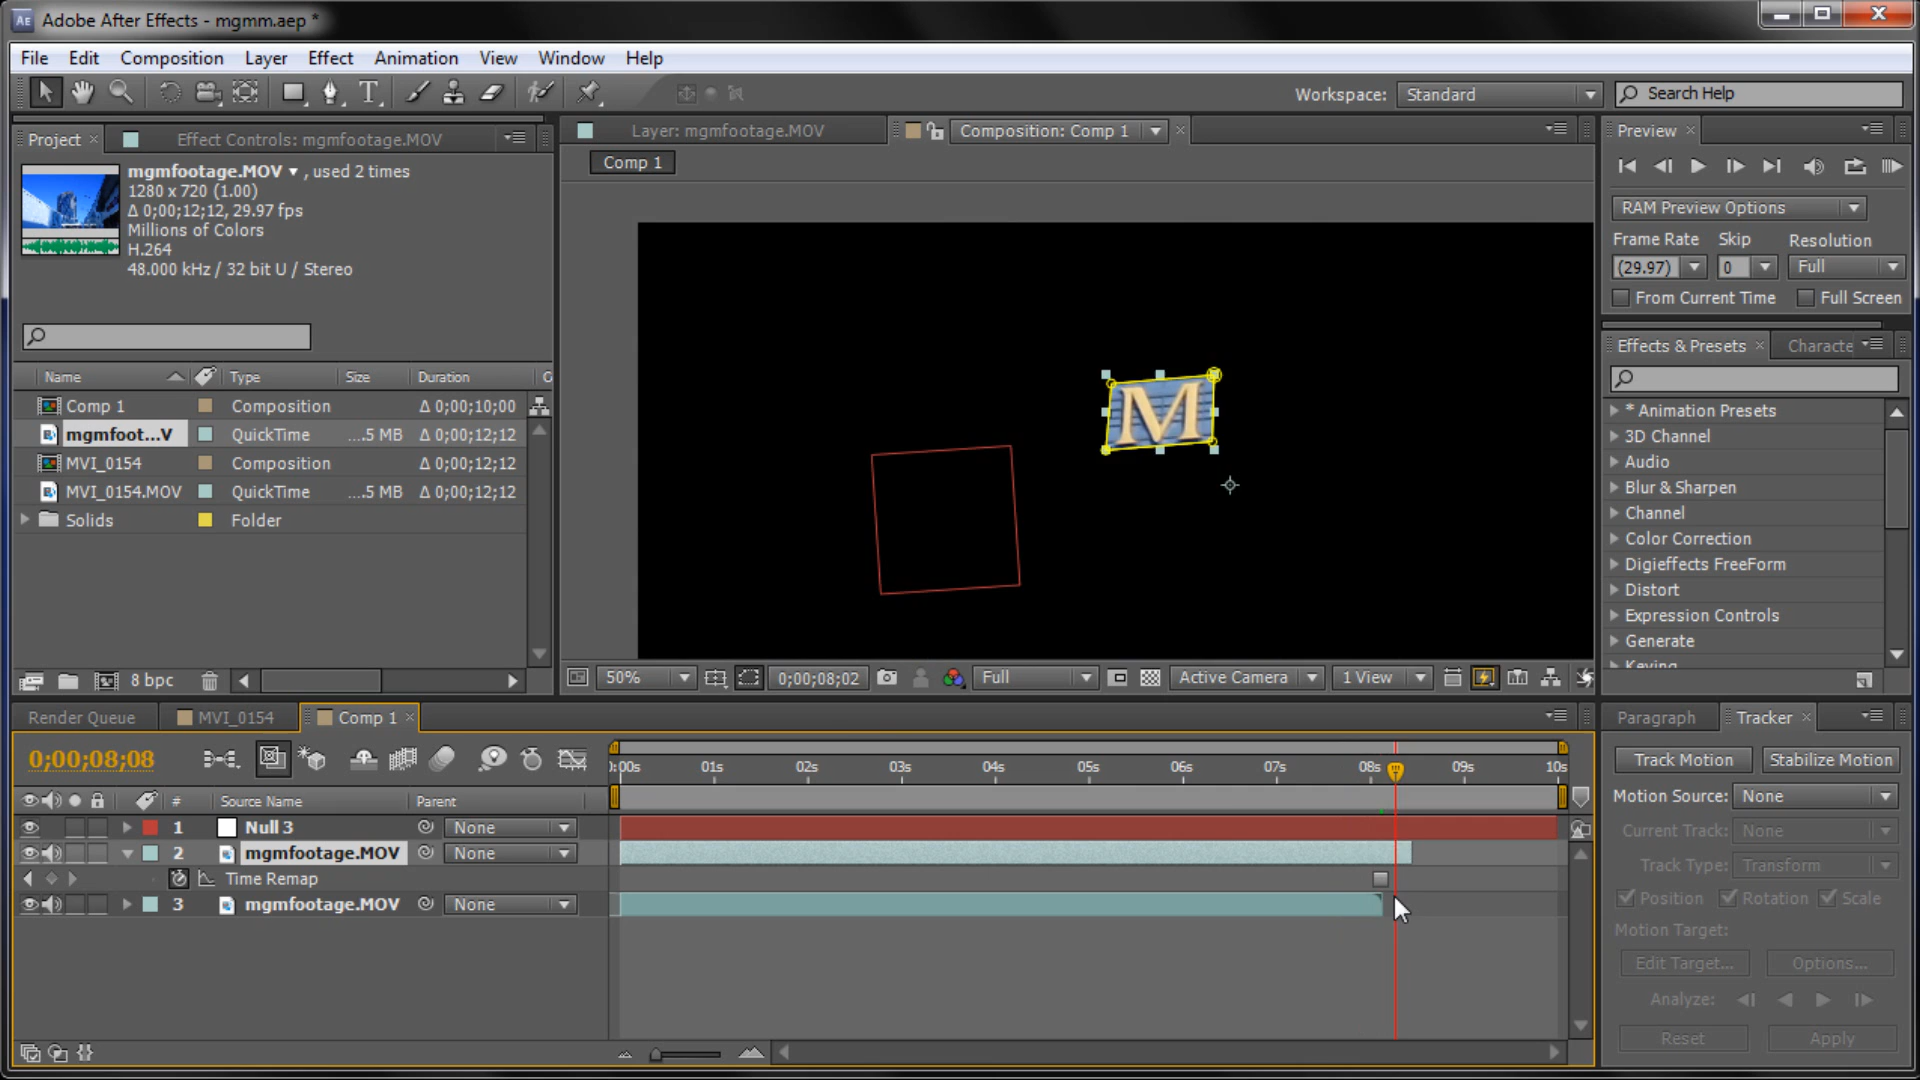 AE Adobe After Effects - mgmm.aep *
File Edit Composition Layer Effect Animation View Window Help
T Workspace: Standard Search Help
Project Effect Controls: mgmfootage.MOV
mgmfootage.MOV , used 2 times
1280 x 720 (1.00)
Δ 0;00;12;12, 29.97 fps
Millions of Colors
H.264
48.000 kHz / 32 bit U / Stereo
Name Type Size Duration
Comp 1 Composition Δ 0;00;10;00
mgmfoot...V QuickTime ....5 MB Δ 0;00;12;12
MVI_0154 Composition Δ 0;00;12;12
MVI_0154.MOV QuickTime ....5 MB Δ 0;00;12;12
Solids Folder
8 bpc
Layer: mgmfootage.MOV Composition: Comp 1
Comp 1
M
50% 0;00;08;02 Full Active Camera 1 View
Preview
RAM Preview Options
Frame Rate Skip Resolution
(29.97) 0 Full
From Current Time Full Screen
Effects & Presets Characte
* Animation Presets
3D Channel
Audio
Blur & Sharpen
Channel
Color Correction
Digieffects FreeForm
Distort
Expression Controls
Generate
Keying
Render Queue MVI_0154 Comp 1
0;00;08;08
):00s 01s 02s 03s 04s 05s 06s 07s 08s 09s 10s
# Source Name Parent
1 Null 3 None
2 mgmfootage.MOV None
Time Remap
3 mgmfootage.MOV None
Paragraph Tracker
Track Motion Stabilize Motion
Motion Source: None
Current Track: None
Track Type: Transform
Position Rotation Scale
Motion Target:
Edit Target... Options...
Analyze:
Reset Apply